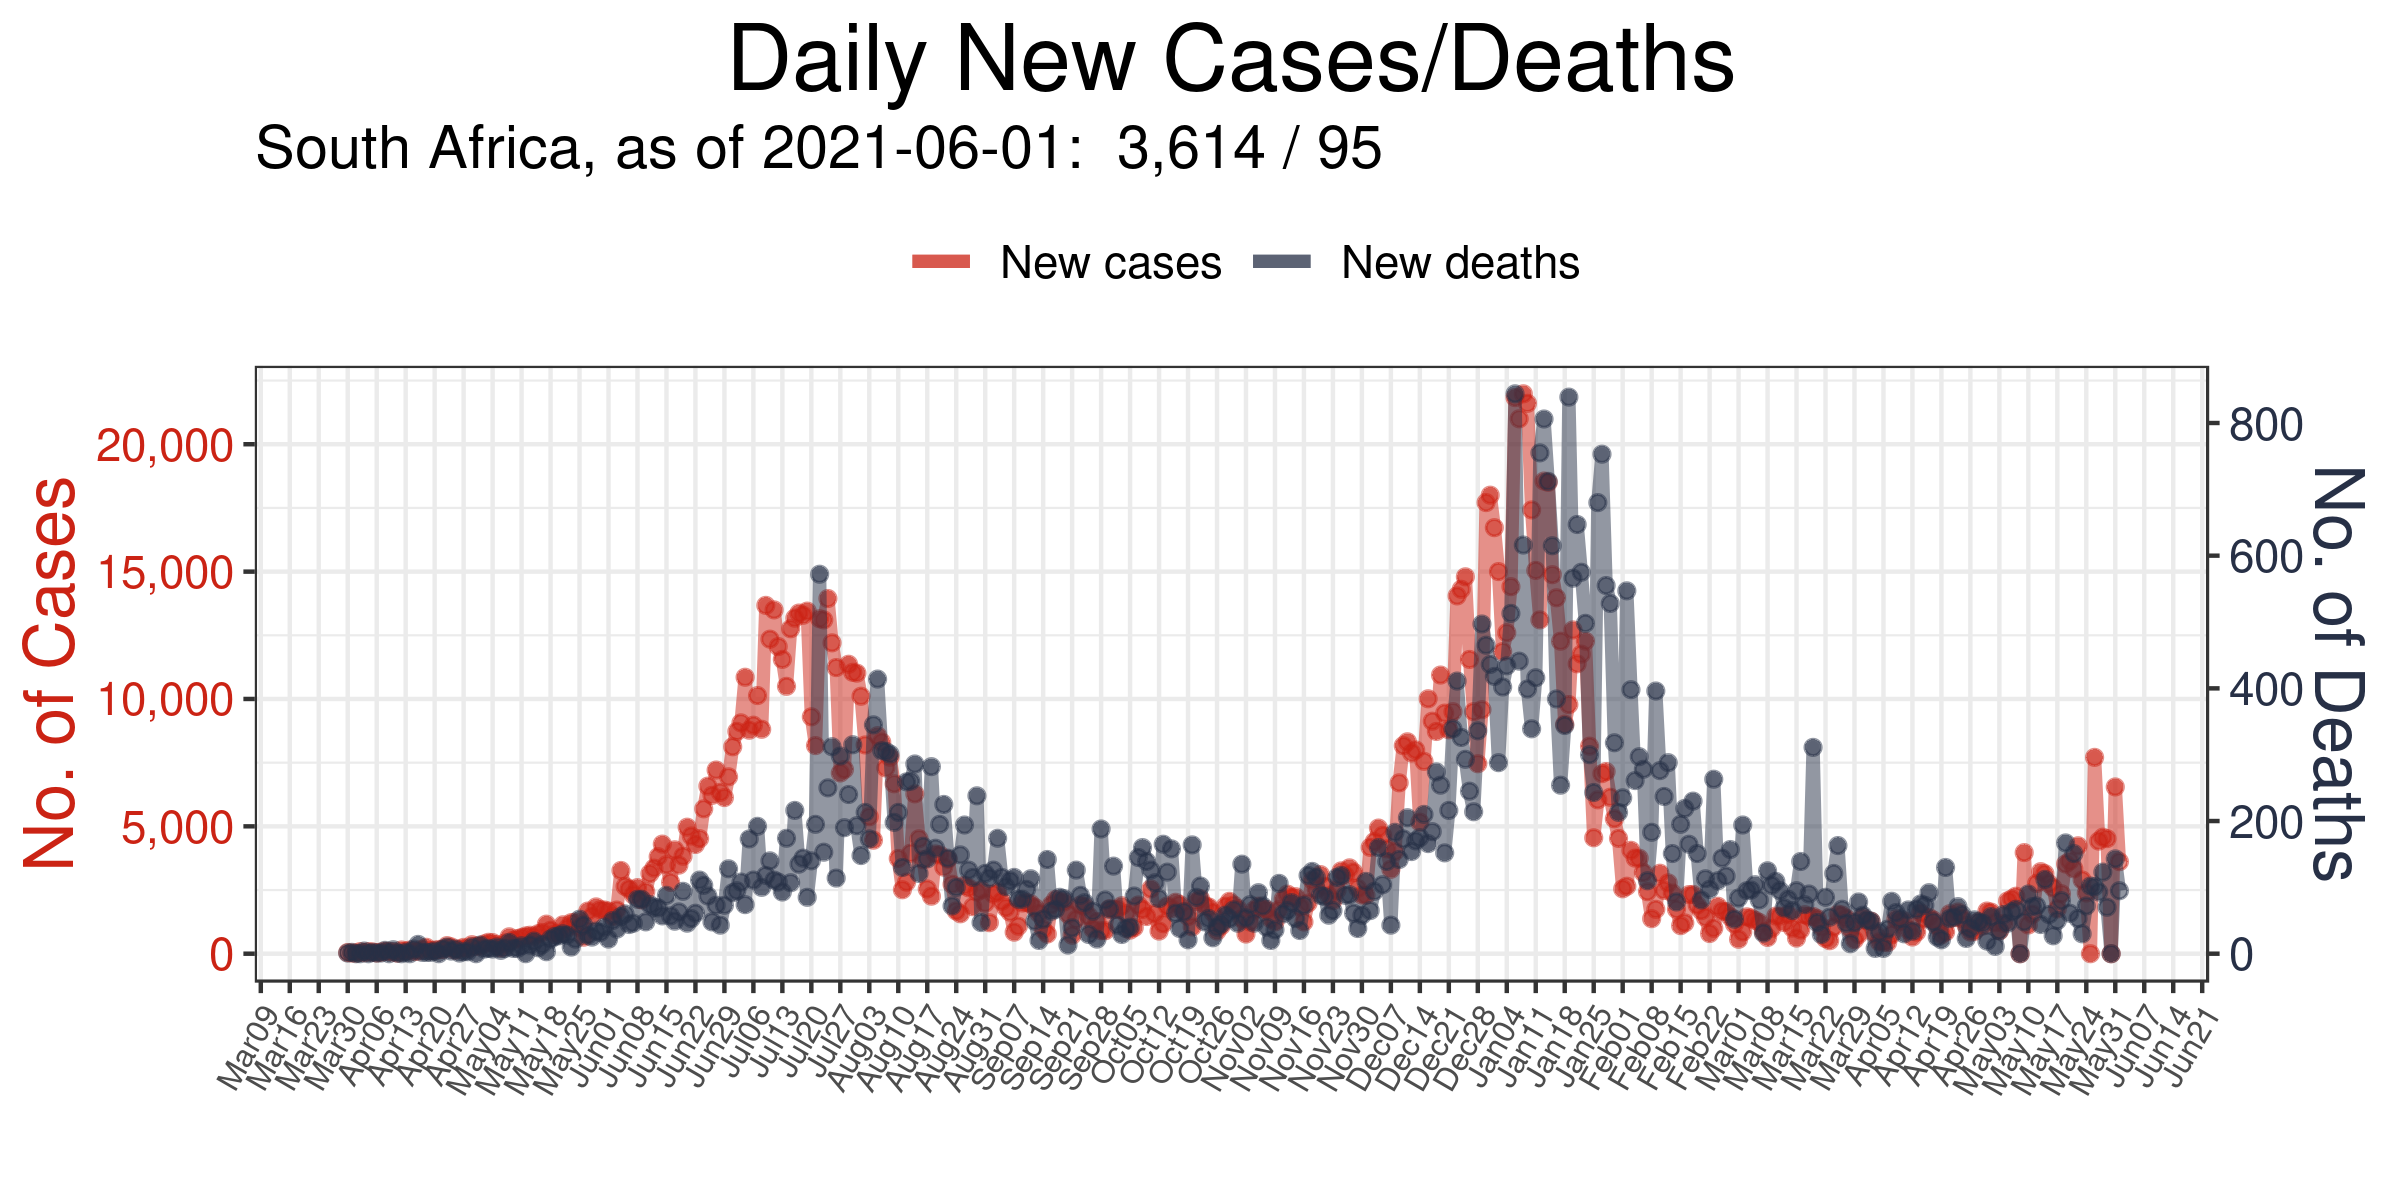 Daily New Cases/Deaths
South Africa, as of 2021-06-01:  3,614 / 95
New cases
New deaths
No. of Cases
20,000
15,000
10,000
5,000
0
800
600
400
200
0
No. of Deaths
Mar09
Mar16
Mar23
Mar30
Apr06
Apr13
Apr20
Apr27
May04
May11
May18
May25
Jun01
Jun08
Jun15
Jun22
Jun29
Jul06
Jul13
Jul20
Jul27
Aug03
Aug10
Aug17
Aug24
Aug31
Sep07
Sep14
Sep21
Sep28
Oct05
Oct12
Oct19
Oct26
Nov02
Nov09
Nov16
Nov23
Nov30
Dec07
Dec14
Dec21
Dec28
Jan04
Jan11
Jan18
Jan25
Feb01
Feb08
Feb15
Feb22
Mar01
Mar08
Mar15
Mar22
Mar29
Apr05
Apr12
Apr19
Apr26
May03
May10
May17
May24
May31
Jun07
Jun14
Jun21